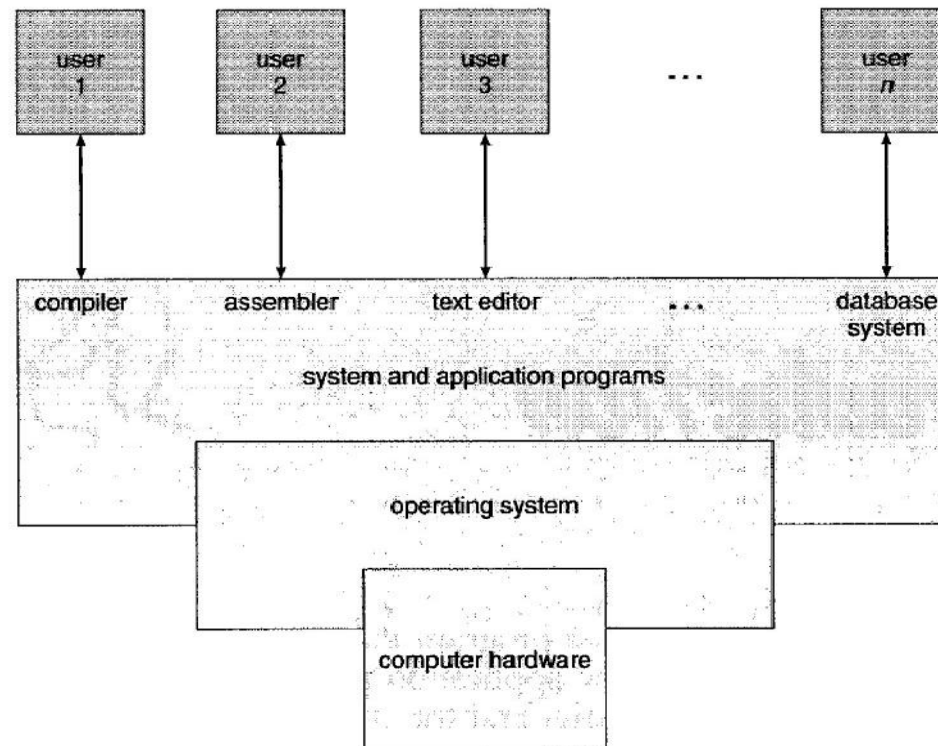 user
1
user
2
user
3
...
user
n
compiler
assembler
text editor
...
database
system
system and application programs
operating system
computer hardware